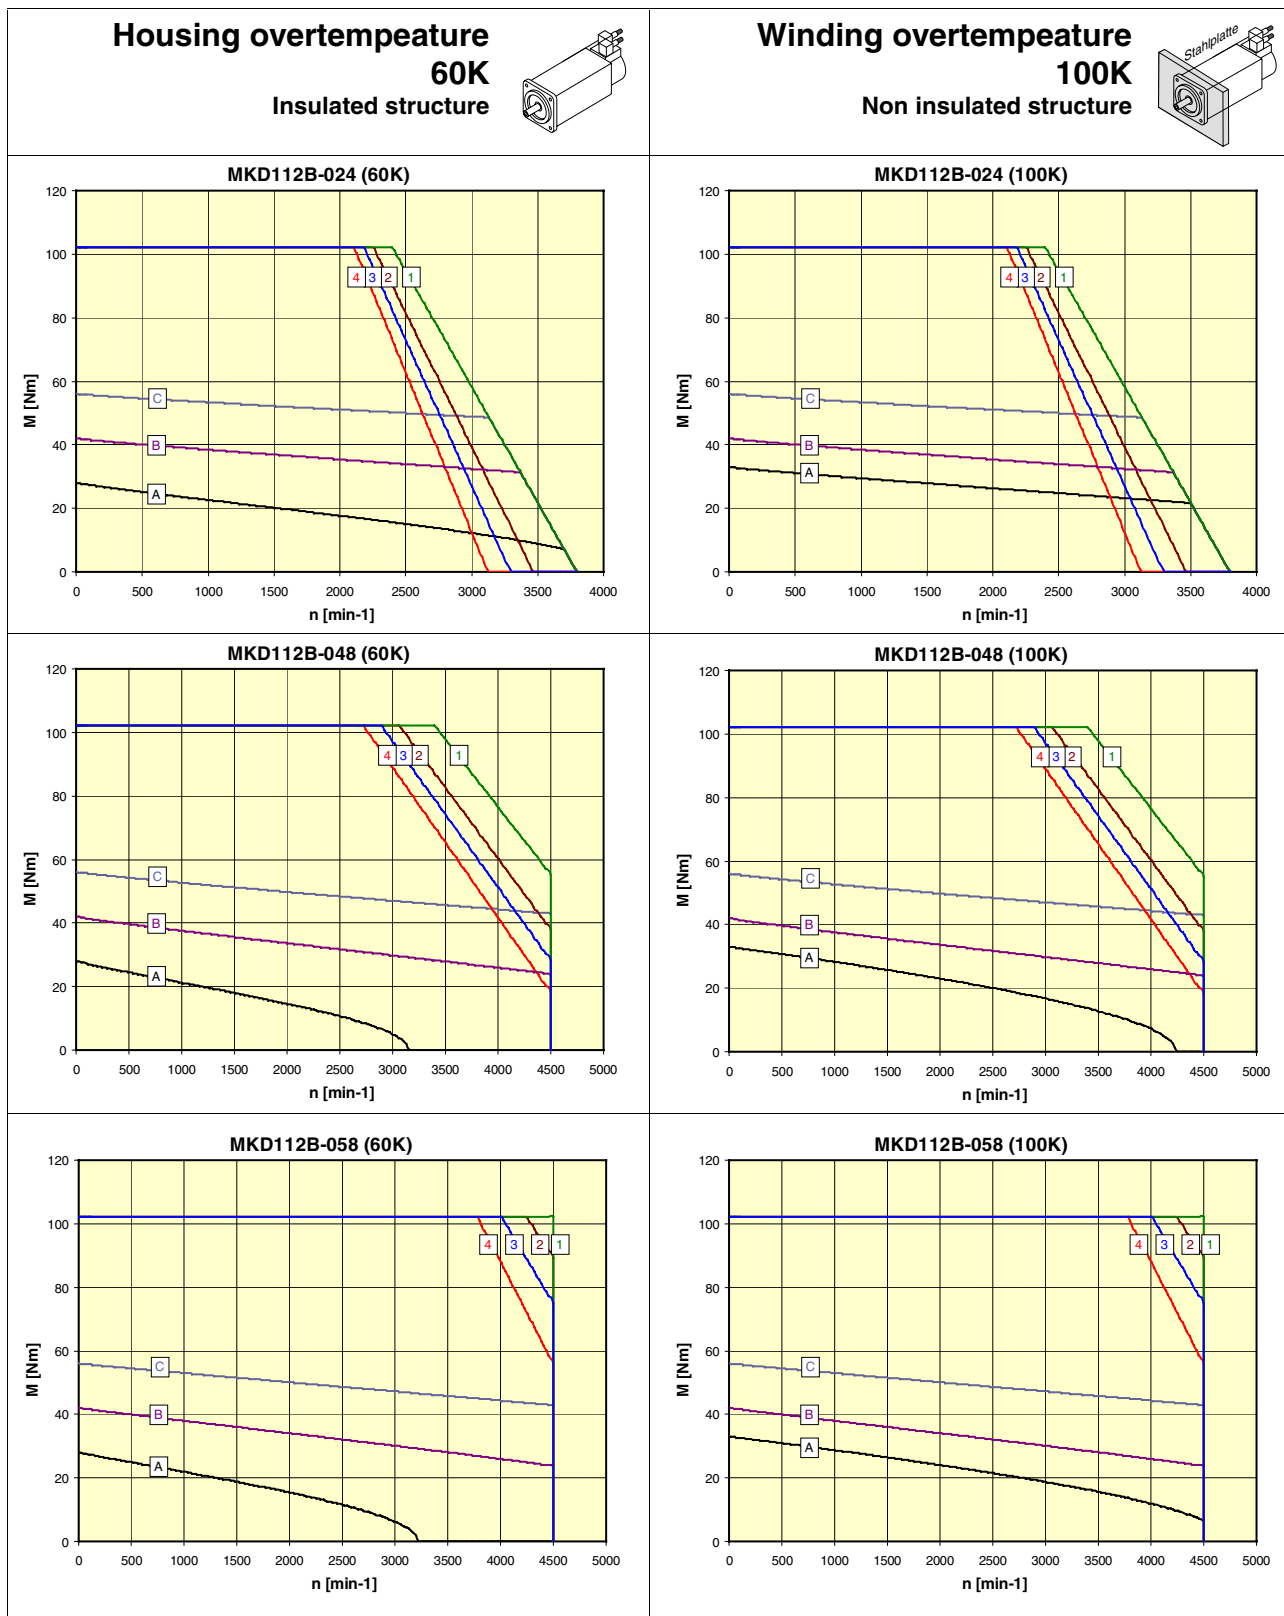 Housing overtempeature
60K
Insulated structure
Winding overtempeature
100K
Non insulated structure
Stahlplatte
MKD112B-024 (60K)
120
100
80
60
40
20
0
M [Nm]
4 3 2 1
C
B
A
0 500 1000 1500 2000 2500 3000 3500 4000
n [min-1]
MKD112B-024 (100K)
120
100
80
60
40
20
0
M [Nm]
4 3 2 1
C
B
A
0 500 1000 1500 2000 2500 3000 3500 4000
n [min-1]
MKD112B-048 (60K)
120
100
80
60
40
20
0
M [Nm]
4 3 2 1
C
B
A
0 500 1000 1500 2000 2500 3000 3500 4000 4500 5000
n [min-1]
MKD112B-048 (100K)
120
100
80
60
40
20
0
M [Nm]
4 3 2 1
C
B
A
0 500 1000 1500 2000 2500 3000 3500 4000 4500 5000
n [min-1]
MKD112B-058 (60K)
120
100
80
60
40
20
0
M [Nm]
4 3 2 1
C
B
A
0 500 1000 1500 2000 2500 3000 3500 4000 4500 5000
n [min-1]
MKD112B-058 (100K)
120
100
80
60
40
20
0
M [Nm]
4 3 2 1
C
B
A
0 500 1000 1500 2000 2500 3000 3500 4000 4500 5000
n [min-1]